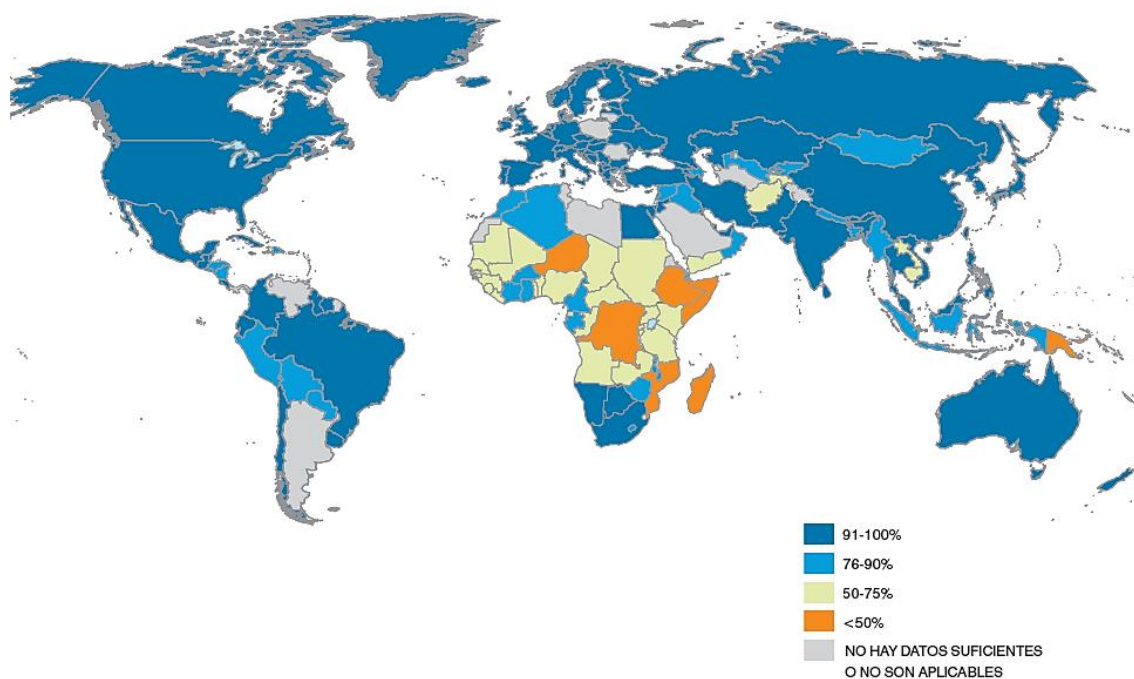 91-100%
76-90%
50-75%
<50%
NO HAY DATOS SUFICIENTES
O NO SON APLICABLES